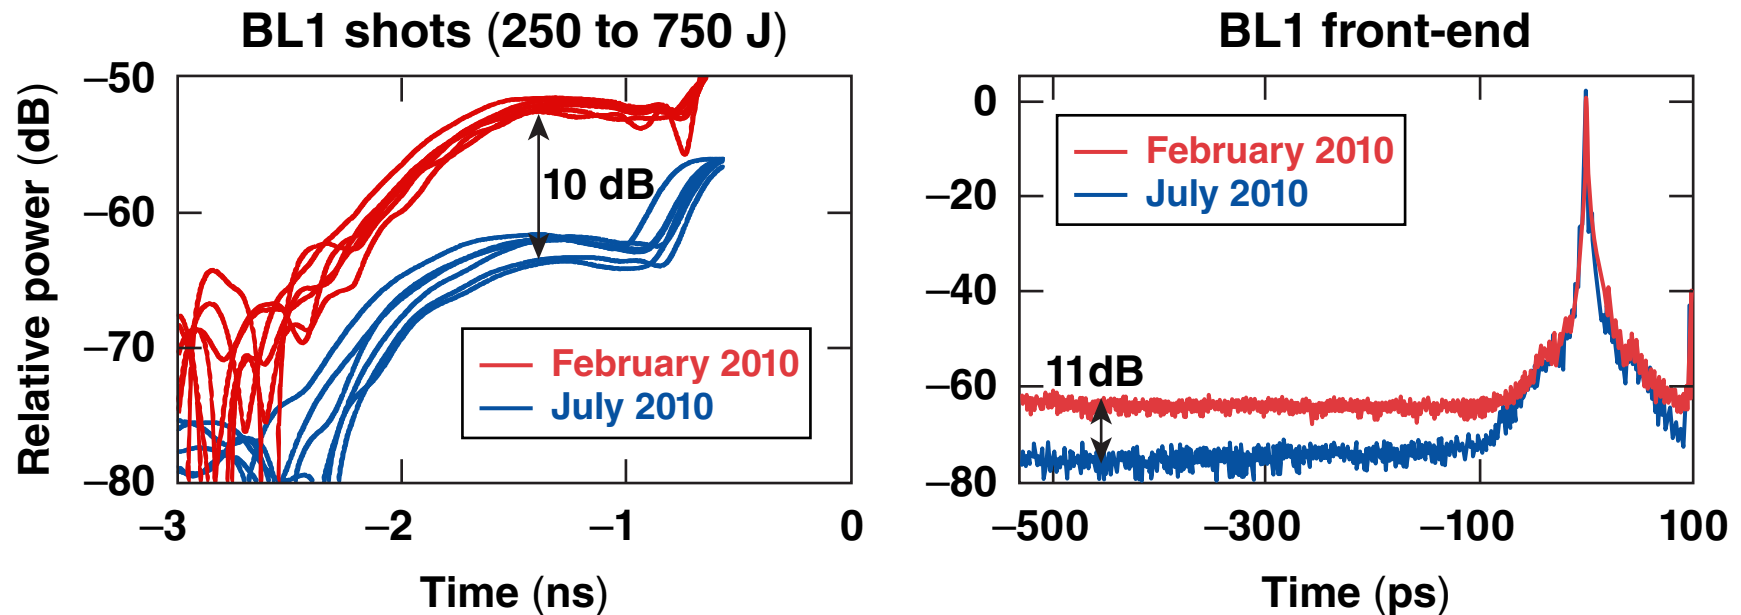 BL1 shots (250 to 750 J)
Relative power (dB)
–50
–60
–70
–80
10 dB
February 2010
July 2010
–3
–2
–1
0
Time (ns)
BL1 front-end
0
–20
–40
–60
–80
February 2010
July 2010
11dB
–500
–300
–100
100
Time (ps)